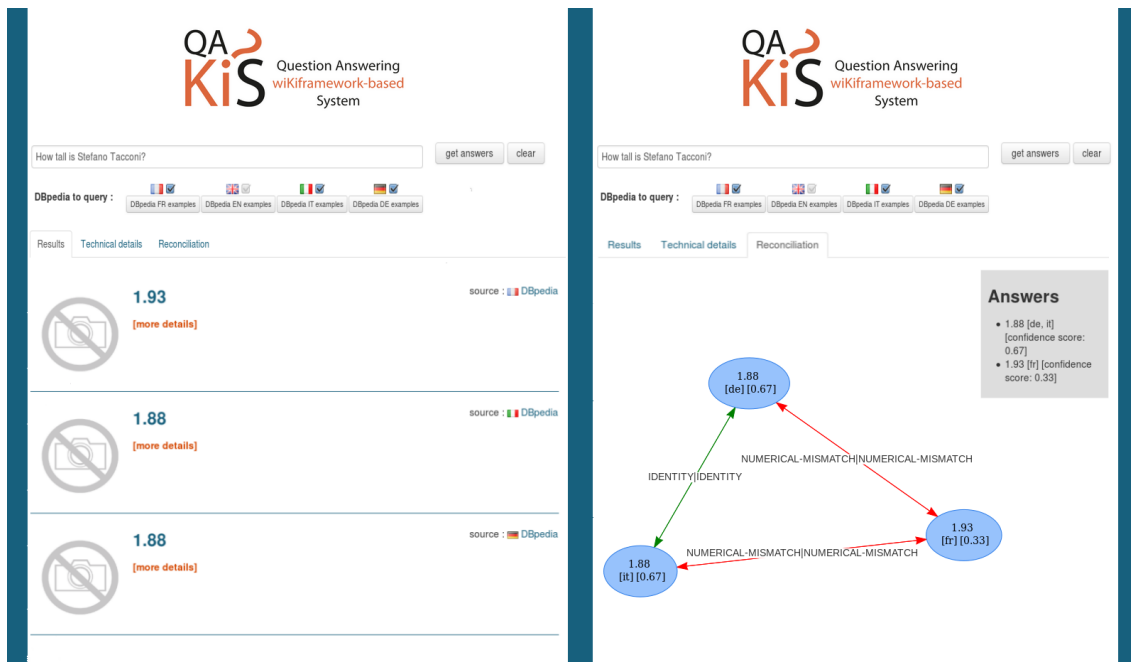 QA
KiS
Question Answering
wiKiframework-based
System
How tall is Stefano Tacconi?
get answers
clear
DBpedia to query :
DBpedia FR examples
DBpedia EN examples
DBpedia IT examples
DBpedia DE examples
Results
Technical details
Reconciliation
1.93
[more details]
source : DBpedia
1.88
[more details]
source : DBpedia
1.88
[more details]
source : DBpedia
QA
KiS
Question Answering
wiKiframework-based
System
How tall is Stefano Tacconi?
get answers
clear
DBpedia to query :
DBpedia FR examples
DBpedia EN examples
DBpedia IT examples
DBpedia DE examples
Results
Technical details
Reconciliation
Answers
• 1.88 [de, it]
[confidence score:
0.67]
• 1.93 [fr] [confidence
score: 0.33]
1.88
[de] [0.67]
NUMERICAL-MISMATCH|NUMERICAL-MISMATCH
IDENTITY|IDENTITY
1.93
[fr] [0.33]
NUMERICAL-MISMATCH|NUMERICAL-MISMATCH
1.88
[it] [0.67]